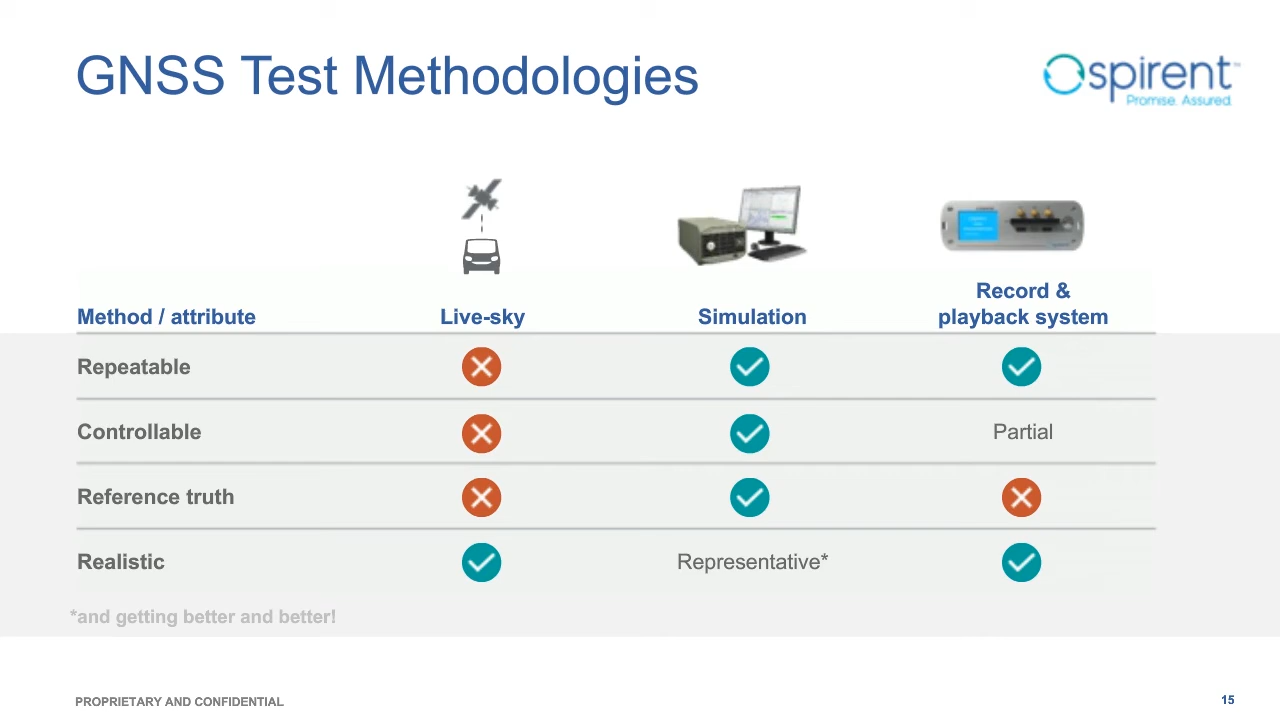 GNSS Test Methodologies
spirent™
Promise. Assured.
Record &
Method / attribute Live-sky Simulation playback system
Repeatable
Controllable Partial
Reference truth
Realistic Representative*
*and getting better and better!
PROPRIETARY AND CONFIDENTIAL 15